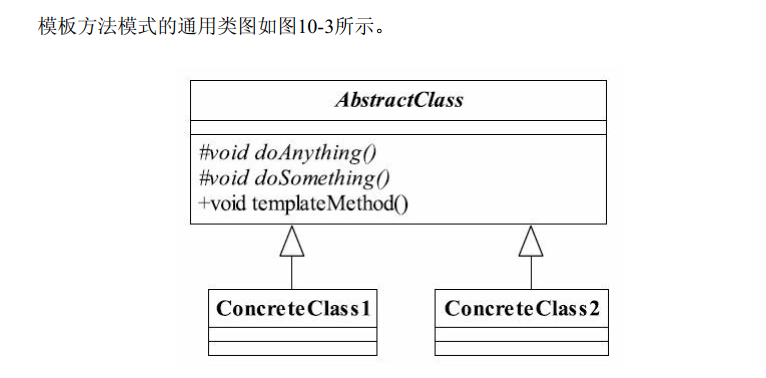 模板方法模式的通用类图如图10-3所示。
AbstractClass
#void doAnything()
#void doSomething()
+void templateMethod()
ConcreteClass1
ConcreteClass2